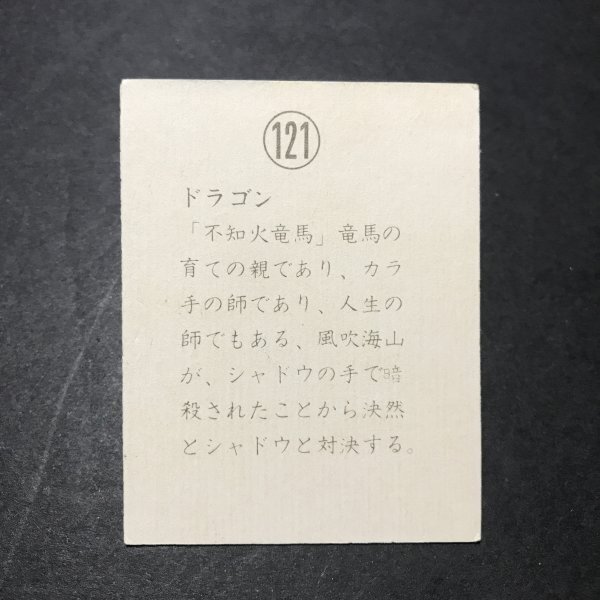 121
ドラゴン
「不知火竜馬」竜馬の
育ての親であり、カラ
手の師であり、人生の
師でもある、風吹海山
が、シャドウの手で暗
殺されたことから決然
とシャドウと対決する。